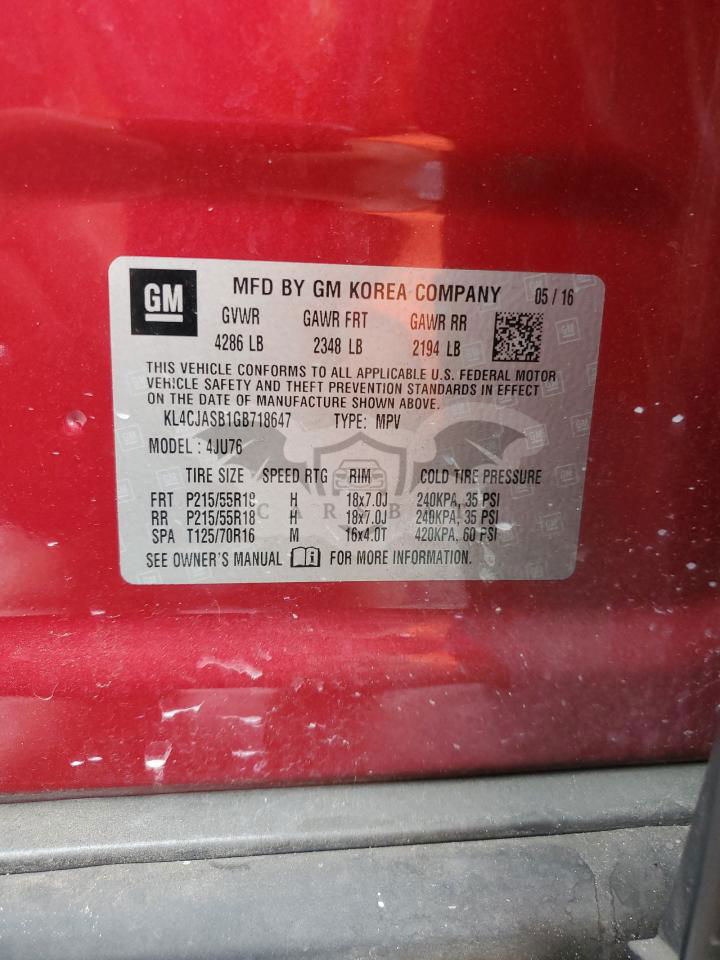 GM
MFD BY GM KOREA COMPANY 05 / 16
GVWR GAWR FRT GAWR RR
4286 LB 2348 LB 2194 LB
THIS VEHICLE CONFORMS TO ALL APPLICABLE U.S. FEDERAL MOTOR
VEHICLE SAFETY AND THEFT PREVENTION STANDARDS IN EFFECT
ON THE DATE OF MANUFACTURE SHOWN ABOVE.
KL4CJASB1GB718647 TYPE: MPV
MODEL: 4JU76
TIRE SIZE SPEED RTG RIM COLD TIRE PRESSURE
FRT P215/55R18 H 18x7.0J 240KPA, 35 PSI
RR P215/55R18 H 18x7.0J 240KPA, 35 PSI
SPA T125/70R16 M 16x4.0T 420KPA, 60 PSI
SEE OWNER'S MANUAL FOR MORE INFORMATION.